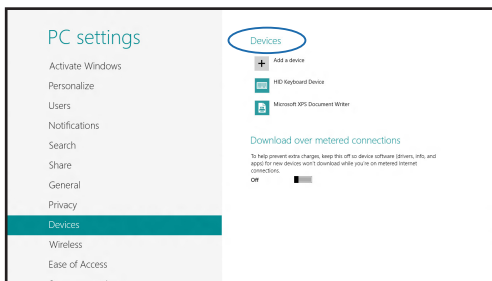 PC settings
Activate Windows
Personalize
Users
Notifications
Search
Share
General
Privacy
Devices
Wireless
Ease of Access
Devices
Add a device
HID Keyboard Device
Microsoft XPS Document Writer
Download over metered connections
To help prevent extra charges, keep this off so device software (drivers, info, and
apps) for new devices won't download while you're on metered Internet
connections.
Off